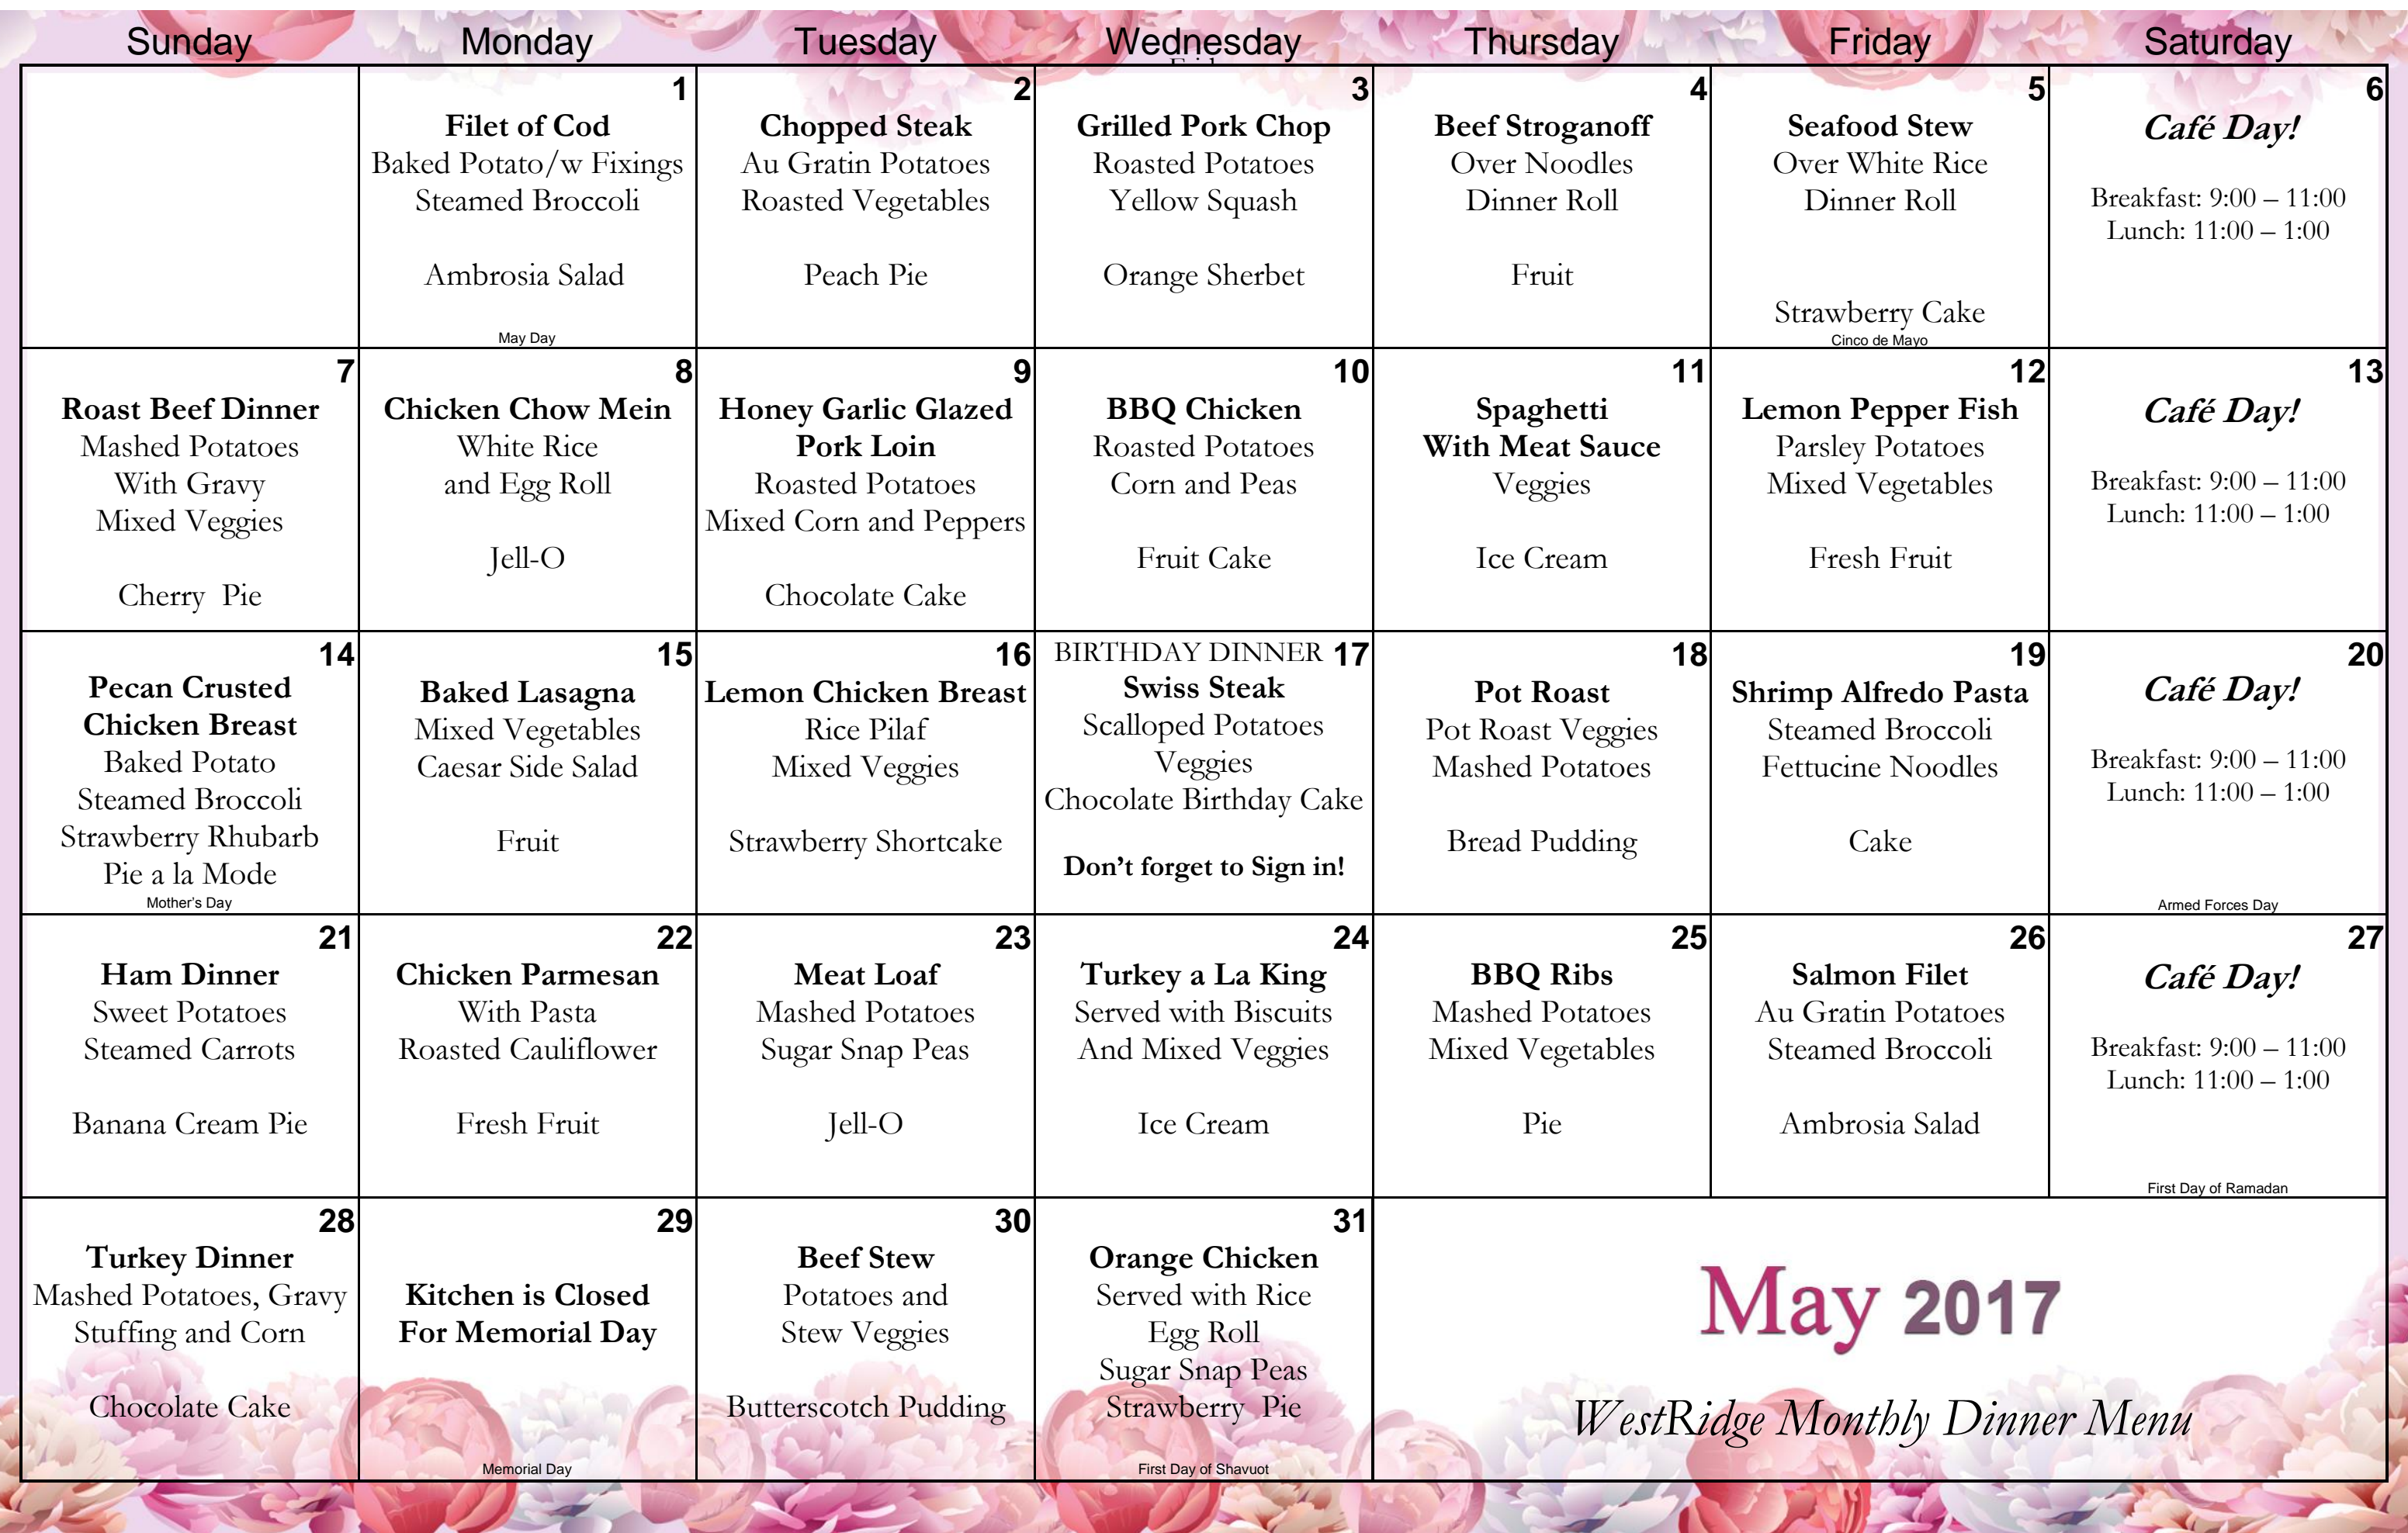 Sunday
Monday
Tuesday
Wednesday
Thursday
Friday
Saturday
1
Filet of Cod
Baked Potato/w Fixings
Steamed Broccoli
Ambrosia Salad
May Day
2
Chopped Steak
Au Gratin Potatoes
Roasted Vegetables
Peach Pie
3
Grilled Pork Chop
Roasted Potatoes
Yellow Squash
Orange Sherbet
4
Beef Stroganoff
Over Noodles
Dinner Roll
Fruit
5
Seafood Stew
Over White Rice
Dinner Roll
Strawberry Cake
Cinco de Mayo
6
Café Day!
Breakfast: 9:00 – 11:00
Lunch: 11:00 – 1:00
7
Roast Beef Dinner
Mashed Potatoes
With Gravy
Mixed Veggies
Cherry Pie
8
Chicken Chow Mein
White Rice
and Egg Roll
Jell-O
9
Honey Garlic Glazed
Pork Loin
Roasted Potatoes
Mixed Corn and Peppers
Chocolate Cake
10
BBQ Chicken
Roasted Potatoes
Corn and Peas
Fruit Cake
11
Spaghetti
With Meat Sauce
Veggies
Ice Cream
12
Lemon Pepper Fish
Parsley Potatoes
Mixed Vegetables
Fresh Fruit
13
Café Day!
Breakfast: 9:00 – 11:00
Lunch: 11:00 – 1:00
14
Pecan Crusted
Chicken Breast
Baked Potato
Steamed Broccoli
Strawberry Rhubarb
Pie a la Mode
Mother's Day
15
Baked Lasagna
Mixed Vegetables
Caesar Side Salad
Fruit
16
Lemon Chicken Breast
Rice Pilaf
Mixed Veggies
Strawberry Shortcake
BIRTHDAY DINNER 17
Swiss Steak
Scalloped Potatoes
Veggies
Chocolate Birthday Cake
Don't forget to Sign in!
18
Pot Roast
Pot Roast Veggies
Mashed Potatoes
Bread Pudding
19
Shrimp Alfredo Pasta
Steamed Broccoli
Fettucine Noodles
Cake
20
Café Day!
Breakfast: 9:00 – 11:00
Lunch: 11:00 – 1:00
Armed Forces Day
21
Ham Dinner
Sweet Potatoes
Steamed Carrots
Banana Cream Pie
22
Chicken Parmesan
With Pasta
Roasted Cauliflower
Fresh Fruit
23
Meat Loaf
Mashed Potatoes
Sugar Snap Peas
Jell-O
24
Turkey a La King
Served with Biscuits
And Mixed Veggies
Ice Cream
25
BBQ Ribs
Mashed Potatoes
Mixed Vegetables
Pie
26
Salmon Filet
Au Gratin Potatoes
Steamed Broccoli
Ambrosia Salad
27
Café Day!
Breakfast: 9:00 – 11:00
Lunch: 11:00 – 1:00
First Day of Ramadan
28
Turkey Dinner
Mashed Potatoes, Gravy
Stuffing and Corn
Chocolate Cake
29
Kitchen is Closed
For Memorial Day
Memorial Day
30
Beef Stew
Potatoes and
Stew Veggies
Butterscotch Pudding
31
Orange Chicken
Served with Rice
Egg Roll
Sugar Snap Peas
Strawberry Pie
First Day of Shavuot
May 2017
WestRidge Monthly Dinner Menu